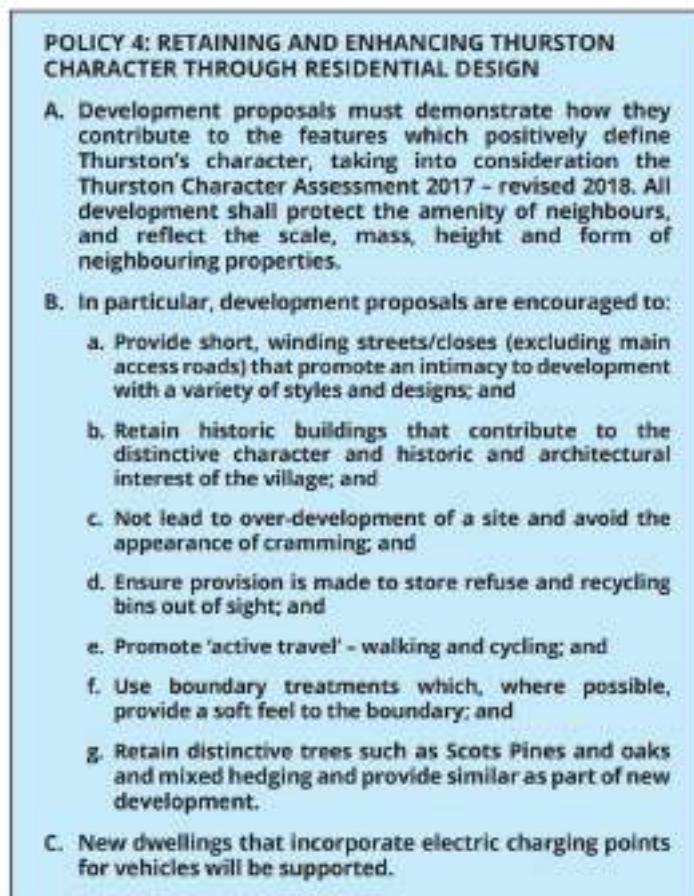 POLICY 4: RETAINING AND ENHANCING THURSTON
CHARACTER THROUGH RESIDENTIAL DESIGN
A. Development proposals must demonstrate how they
contribute to the features which positively define
Thurston's character, taking into consideration the
Thurston Character Assessment 2017 – revised 2018. All
development shall protect the amenity of neighbours,
and reflect the scale, mass, height and form of
neighbouring properties.
B. In particular, development proposals are encouraged to:
a. Provide short, winding streets/closes (excluding main
access roads) that promote an intimacy to development
with a variety of styles and designs; and
b. Retain historic buildings that contribute to the
distinctive character and historic and architectural
interest of the village; and
c. Not lead to over-development of a site and avoid the
appearance of cramming; and
d. Ensure provision is made to store refuse and recycling
bins out of sight; and
e. Promote 'active travel' – walking and cycling; and
f. Use boundary treatments which, where possible,
provide a soft feel to the boundary; and
g. Retain distinctive trees such as Scots Pines and oaks
and mixed hedging and provide similar as part of new
development.
C. New dwellings that incorporate electric charging points
for vehicles will be supported.